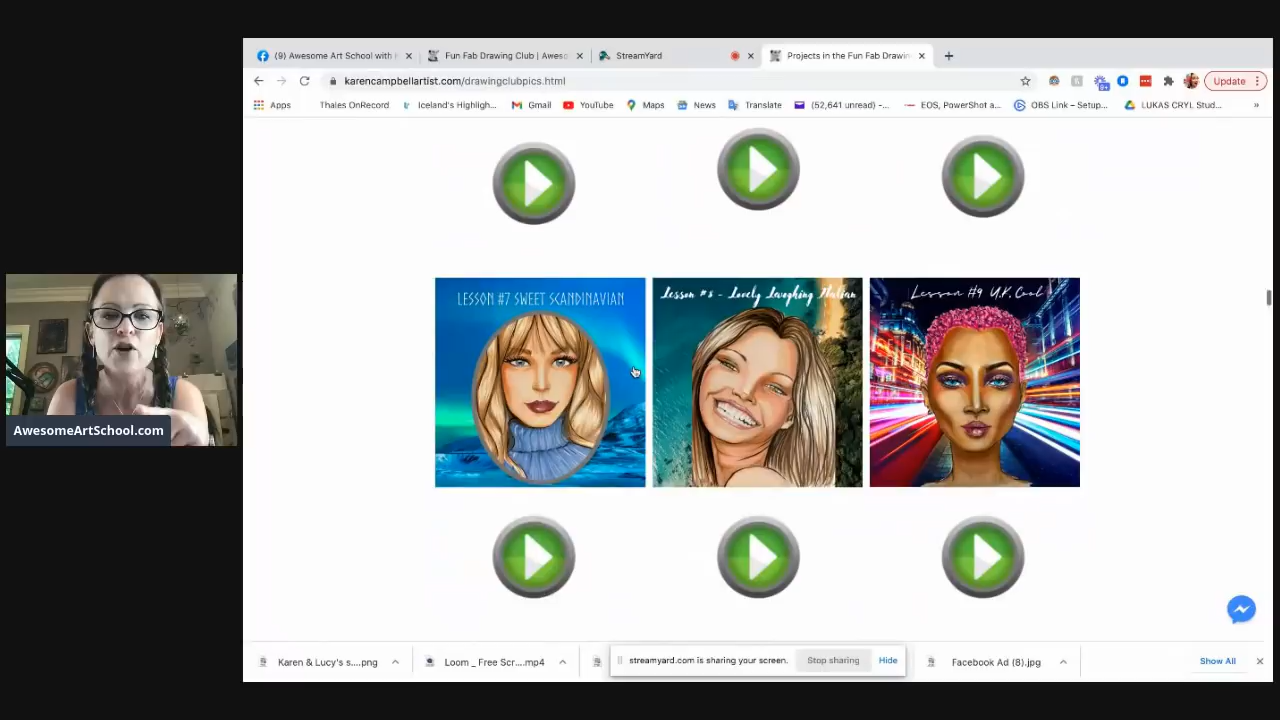 (9) Awesome Art School with
Fun Fab Drawing Club | Aweso
StreamYard
Projects in the Fun Fab Drawin
karencampbellartist.com/drawingclubpics.html
Update
Apps
Thales OnRecord
Iceland's Highligh...
Gmail
YouTube
Maps
News
Translate
(52,641 unread) -...
EOS, PowerShot a...
OBS Link – Setup...
LUKAS CRYL Stud...
»
LESSON #7 SWEET SCANDINAVIAN
Lesson #8 - Lovely Laughing Italian
Lesson #9 U.K. Cool
AwesomeArtSchool.com
Karen & Lucy's s....png
Loom _ Free Scr....mp4
streamyard.com is sharing your screen.
Stop sharing
Hide
Facebook Ad (8).jpg
Show All